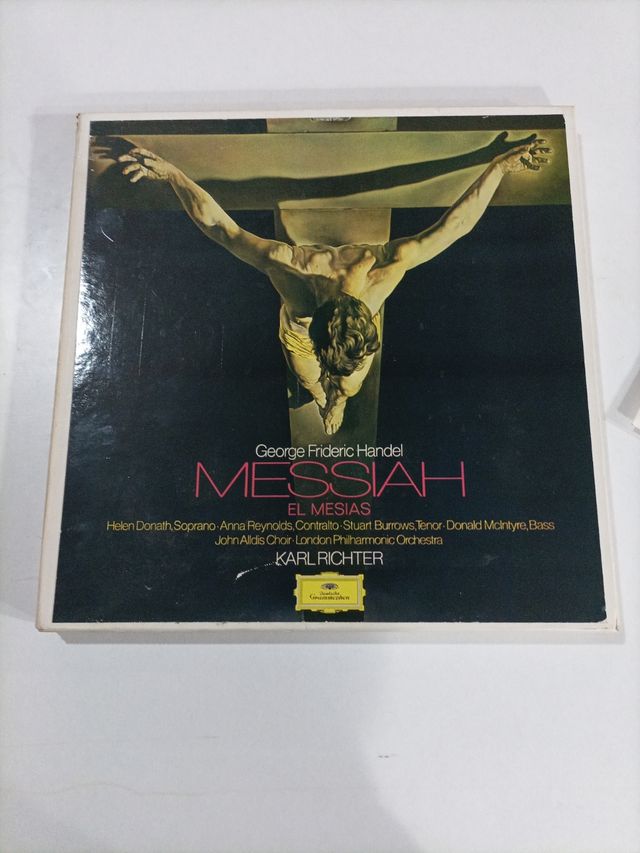 George Frideric Handel
MESSIAH
EL MESIAS
Helen Donath, Soprano · Anna Reynolds, Contralto · Stuart Burrows, Tenor · Donald McIntyre, Bass
John Alldis Choir · London Philharmonic Orchestra
KARL RICHTER
Deutsche
Grammophon